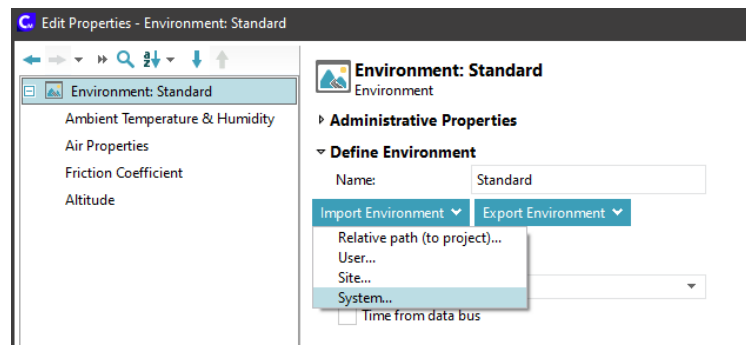 Edit Properties - Environment: Standard
Environment: Standard
Ambient Temperature & Humidity
Air Properties
Friction Coefficient
Altitude
Environment: Standard
Environment
Administrative Properties
Define Environment
Name: Standard
Import Environment Export Environment
Relative path (to project)...
User...
Site...
System...
Time from data bus